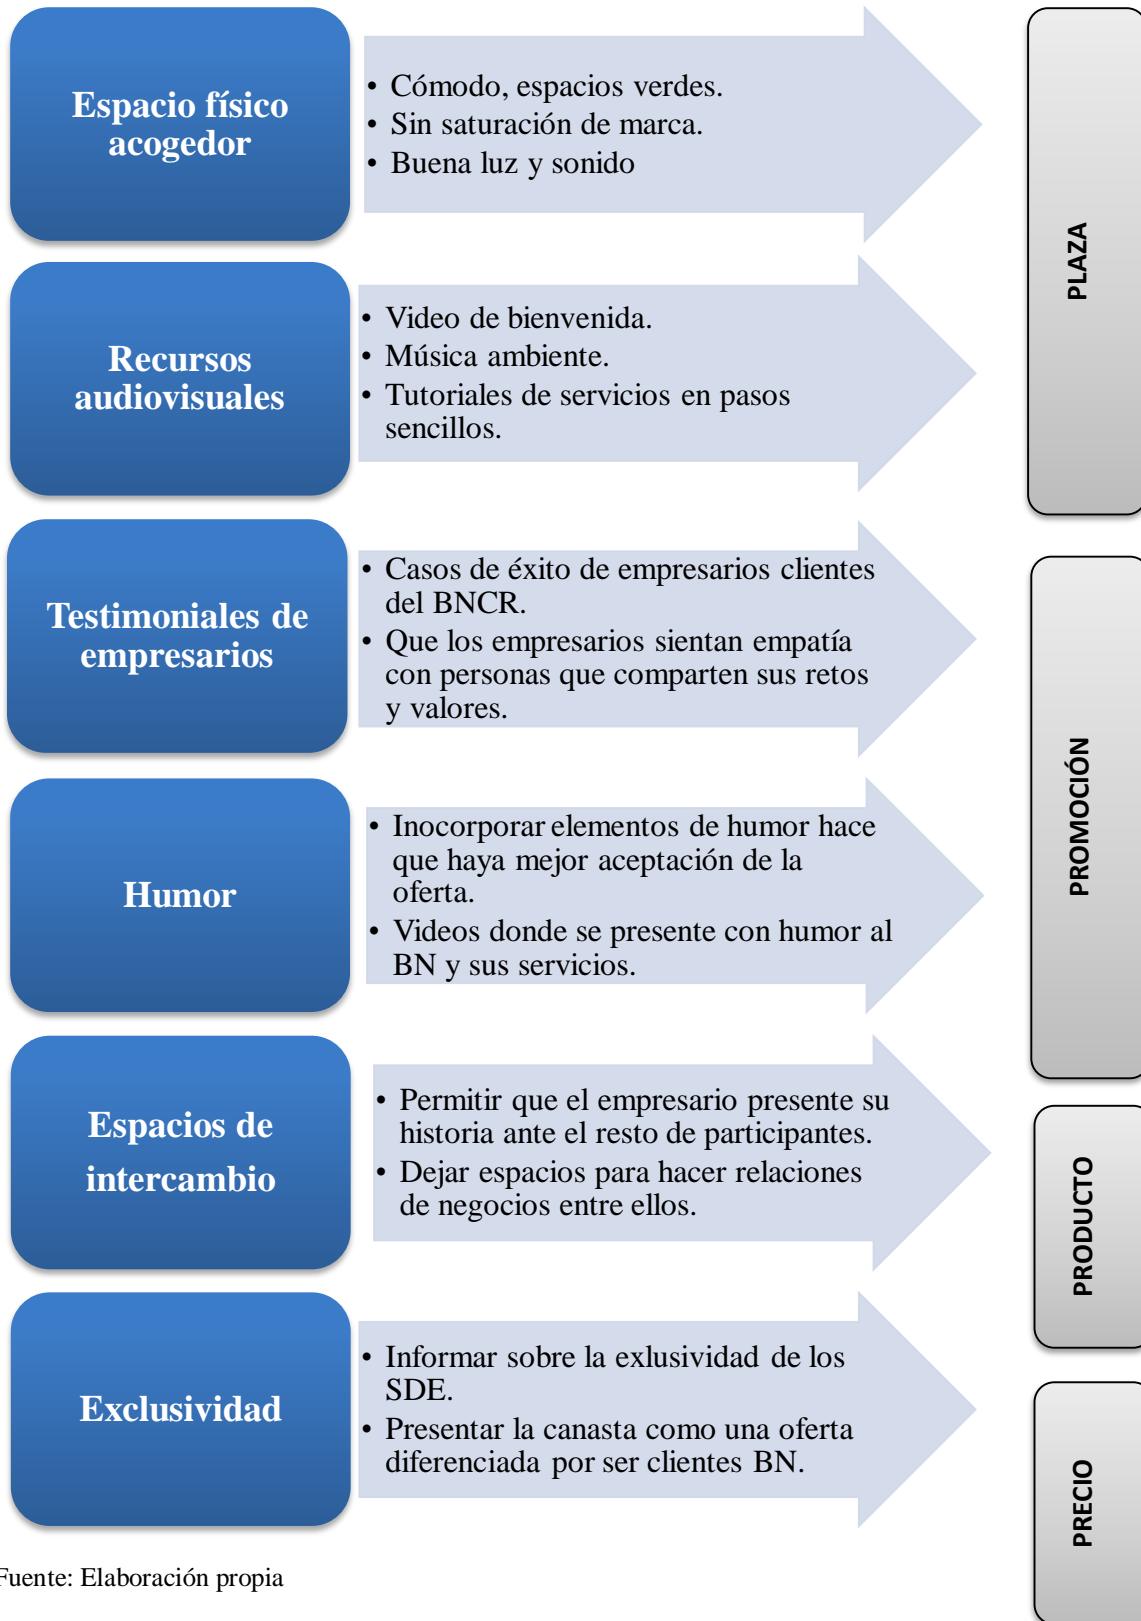 Espacio físico
acogedor
• Cómodo, espacios verdes.
• Sin saturación de marca.
• Buena luz y sonido
PLAZA
Recursos
audiovisuales
• Video de bienvenida.
• Música ambiente.
• Tutoriales de servicios en pasos
sencillos.
Testimoniales de
empresarios
• Casos de éxito de empresarios clientes
del BNCR.
• Que los empresarios sientan empatía
con personas que comparten sus retos
y valores.
PROMOCIÓN
Humor
• Inocorporar elementos de humor hace
que haya mejor aceptación de la
oferta.
• Videos donde se presente con humor al
BN y sus servicios.
Espacios de
intercambio
• Permitir que el empresario presente su
historia ante el resto de participantes.
• Dejar espacios para hacer relaciones
de negocios entre ellos.
PRODUCTO
Exclusividad
• Informar sobre la exlusividad de los
SDE.
• Presentar la canasta como una oferta
diferenciada por ser clientes BN.
PRECIO
Fuente: Elaboración propia